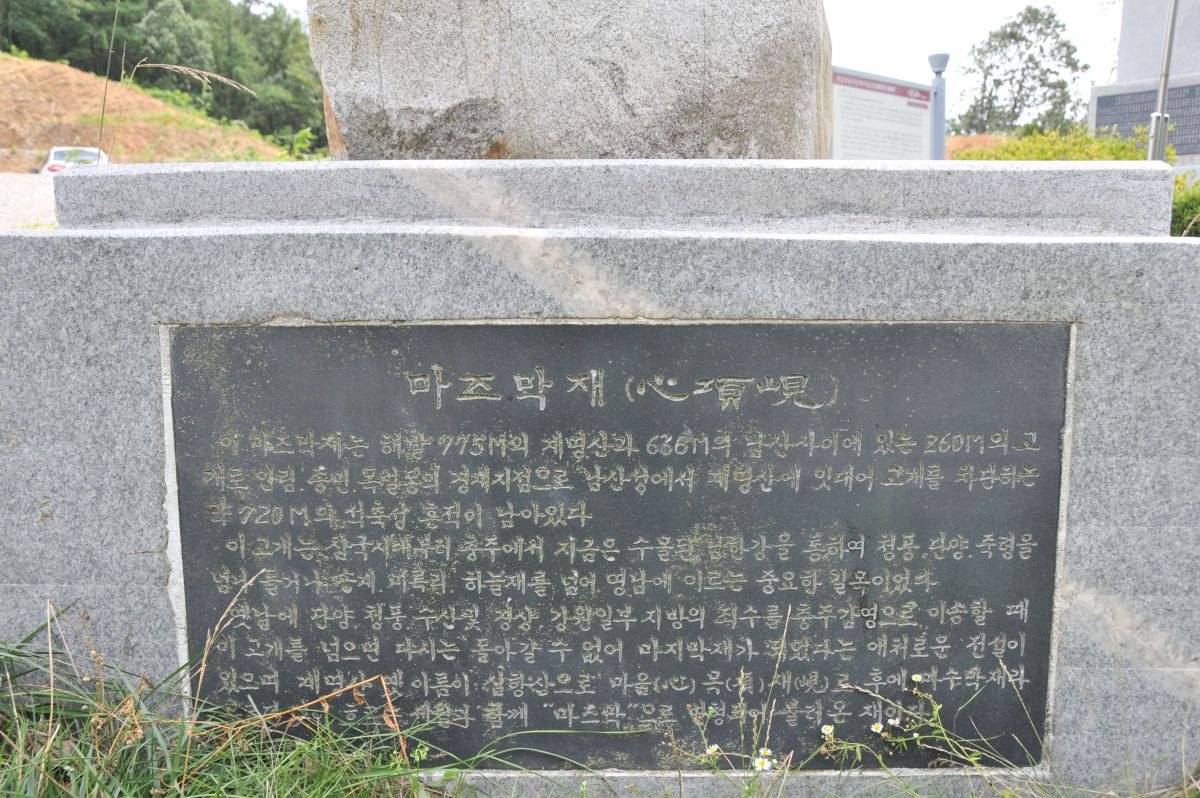 마즈막재(心項峴)
이 마즈막재는 해발 775M의 계명산과 636M의 남산사이에 있는 260M의 고
개로 안림 종민 목벌동의 경계지점으로 남산성에서 계명산에 잇대어 고개를 차단하는
약 720M의 석축상 흔적이 남아있다
이 고개는 삼국시대부터 충주에서 지금은 수몰된 남한강을 통하여 청풍.단양.죽령을
넘게 들거나 송계 미륵리 하늘재를 넘어 영남에 이르는 중요한 길목이었다
옛날에 단양 청풍 수산및 경상 강원일부 지방의 죄수를 충주감영으로 이송할 때
이 고개를 넘으면 다시는 돌아갈 수 없어 마지막재가 되었다는 애처로운 전설이
있으며 계명산 옛 이름이 심항산으로 마음(心) 목(項) 재(峴)로 후에 마수막재라
함께 "마즈막"으로 불려온